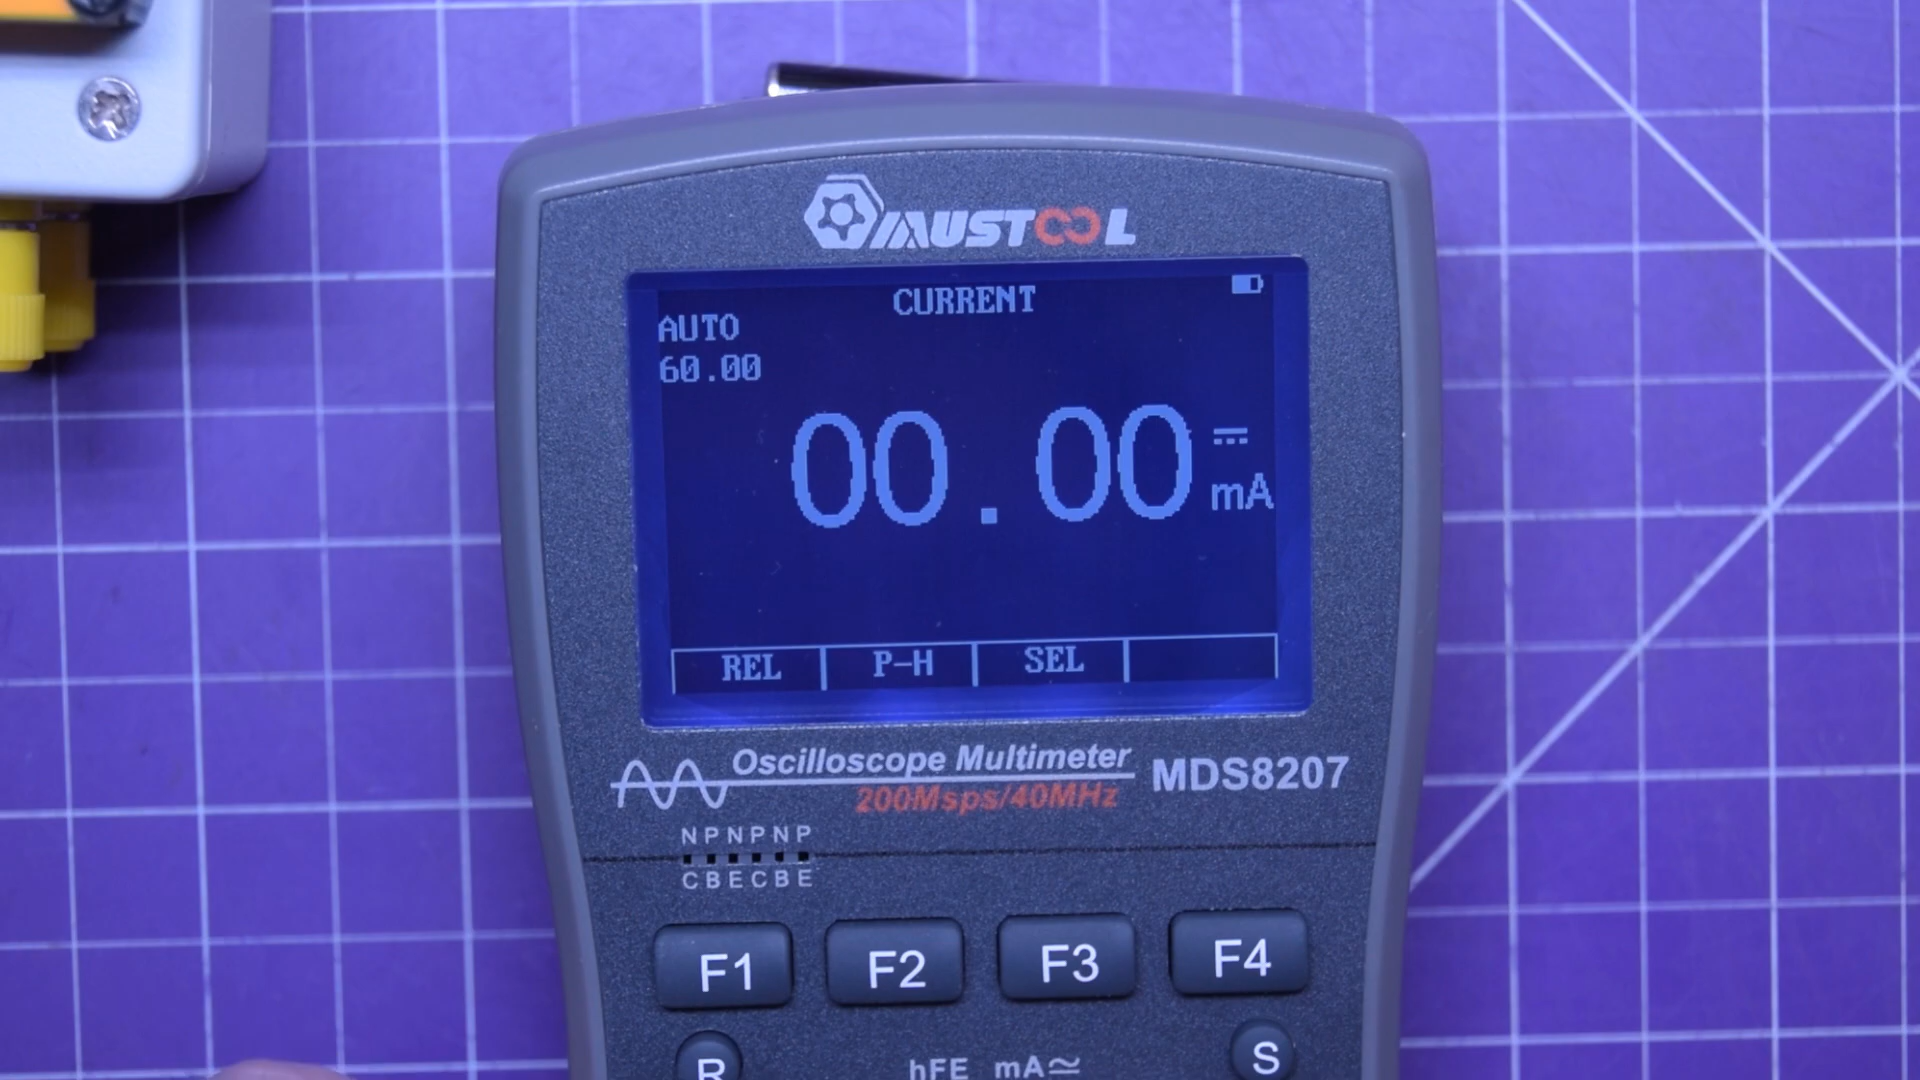 MUSTOOL
CURRENT
AUTO
60.00
00.00 mA
REL P-H SEL
Oscilloscope Multimeter
200Msps/40MHz
MDS8207
NPNPNP
CBECBE
F1 F2 F3 F4
R hFE mA≂ S